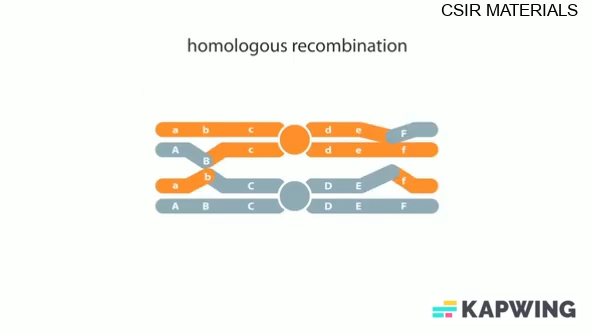 CSIR MATERIALS
homologous recombination
a b c d e F
A B c d e f
a b C D E f
A B C D E F
KAPWING